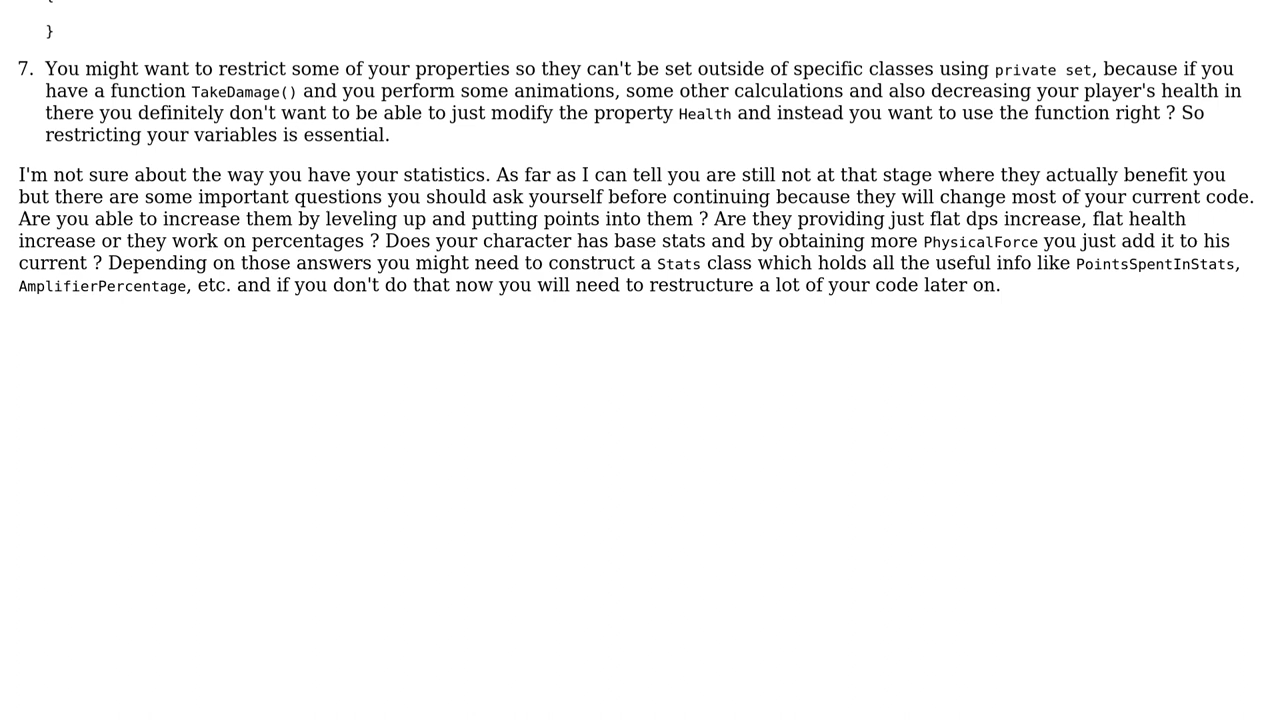 }
7. You might want to restrict some of your properties so they can't be set outside of specific classes using private set, because if you
have a function TakeDamage() and you perform some animations, some other calculations and also decreasing your player's health in
there you definitely don't want to be able to just modify the property Health and instead you want to use the function right ? So
restricting your variables is essential.
I'm not sure about the way you have your statistics. As far as I can tell you are still not at that stage where they actually benefit you
but there are some important questions you should ask yourself before continuing because they will change most of your current code.
Are you able to increase them by leveling up and putting points into them ? Are they providing just flat dps increase, flat health
increase or they work on percentages ? Does your character has base stats and by obtaining more PhysicalForce you just add it to his
current ? Depending on those answers you might need to construct a Stats class which holds all the useful info like PointsSpentInStats,
AmplifierPercentage, etc. and if you don't do that now you will need to restructure a lot of your code later on.